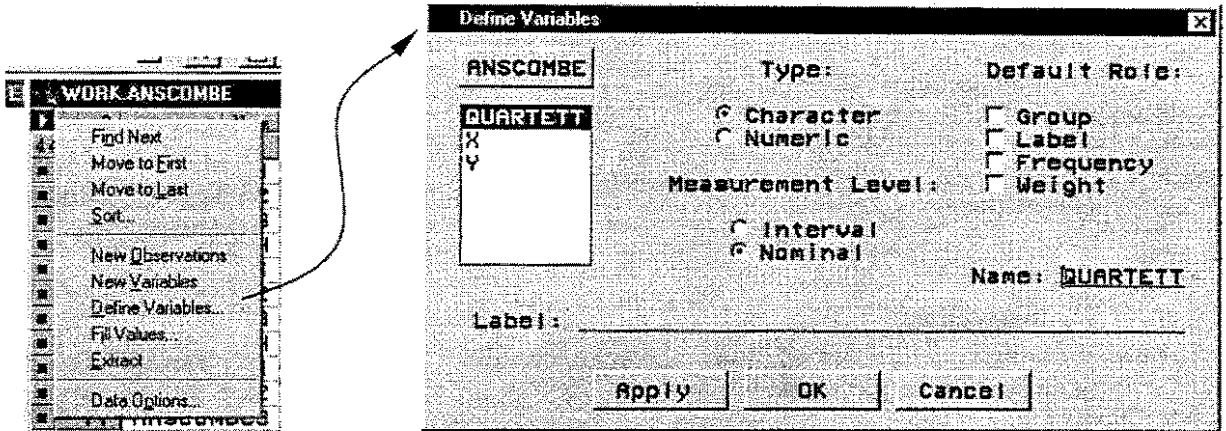 WORK.ANSCOMBE
Find Next
Move to First
Move to Last
Sort...
New Observations
New Variables
Define Variables...
Fill Values...
Extract
Data Options...
Define Variables
ANSCOMBE
QUARTETT
X
Y
Type:
Character
Numeric
Measurement Level:
Interval
Nominal
Default Role:
Group
Label
Frequency
Weight
Name: QUARTETT
Label:
Apply
OK
Cancel